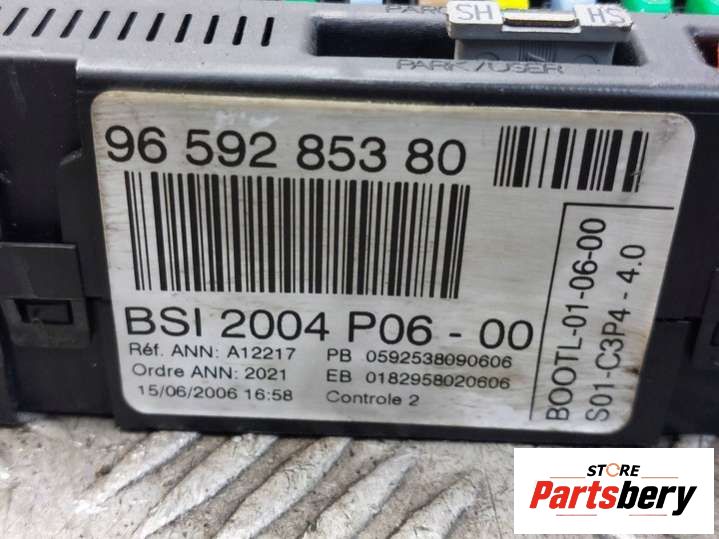 SH HS
PARK/USER
96 592 853 80
BSI 2004 P06 - 00
Réf. ANN: A12217 PB 0592538090606
Ordre ANN: 2021 EB 0182958020606
15/06/2006 16:58 Controle 2
BOOTL-01-06-00
S01-C3P4 - 4.0
STORE
Partsbery